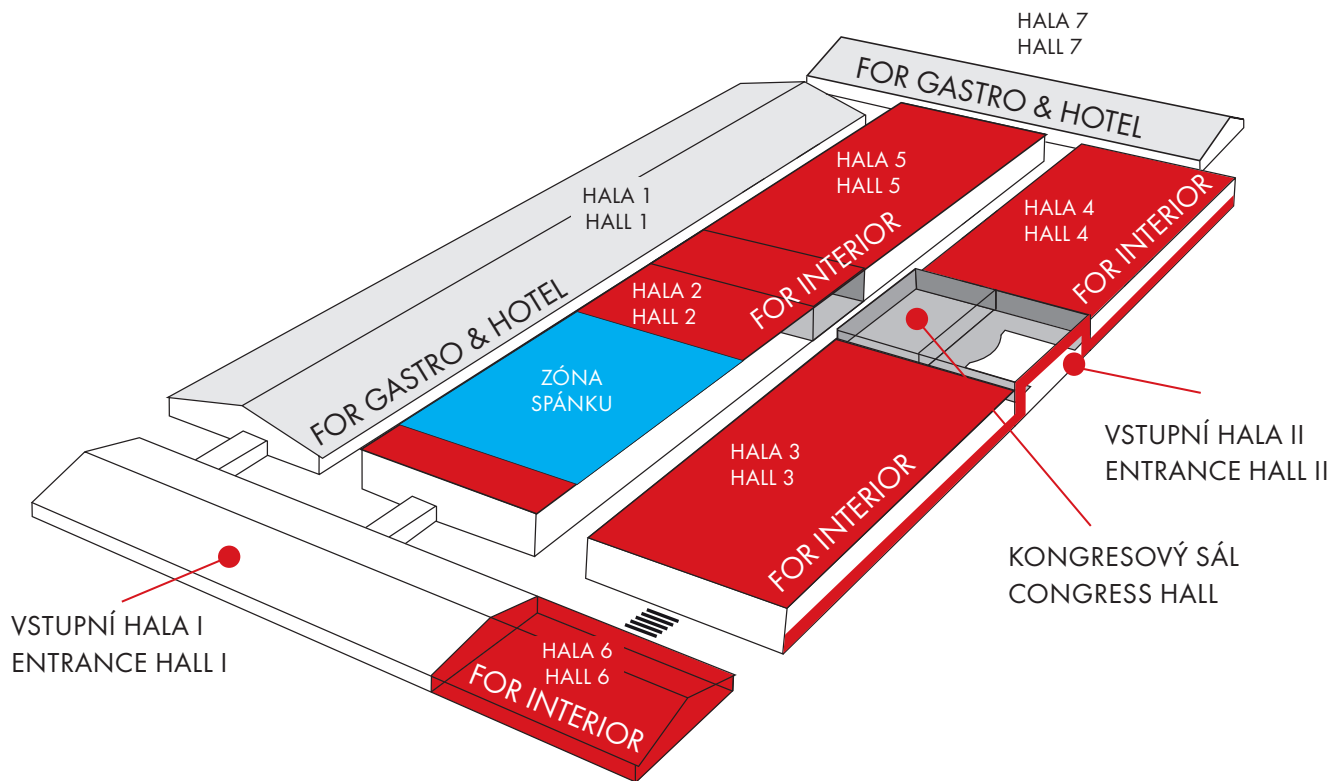 HALA 7
HALL 7
FOR GASTRO & HOTEL
HALA 5
HALL 5
HALA 1
HALL 1
HALA 4
HALL 4
FOR INTERIOR
FOR INTERIOR
HALA 2
HALL 2
FOR GASTRO & HOTEL
ZÓNA
SPÁNKU
HALA 3
HALL 3
FOR INTERIOR
VSTUPNÍ HALA II
ENTRANCE HALL II
KONGRESOVÝ SÁL
CONGRESS HALL
VSTUPNÍ HALA I
ENTRANCE HALL I
HALA 6
HALL 6
FOR INTERIOR